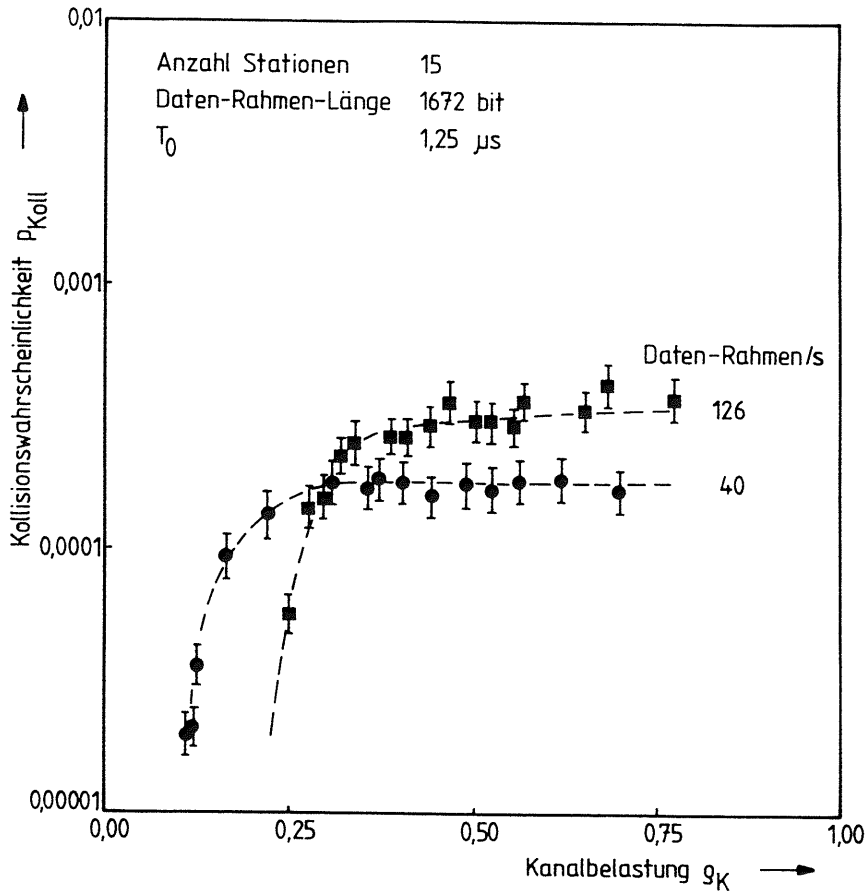 0,01
Anzahl Stationen 15
Daten-Rahmen-Länge 1672 bit
T0 1,25 µs
Kollisionswahrscheinlichkeit pKoll
0,001
Daten-Rahmen/s
126
40
0,0001
0,00001
0,00 0,25 0,50 0,75 1,00
Kanalbelastung gK